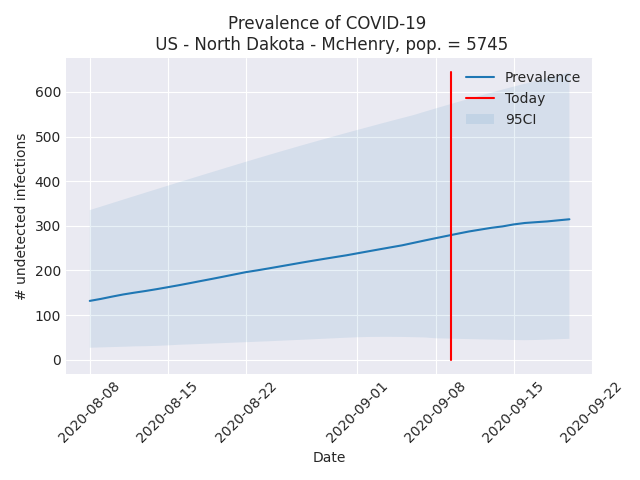 Prevalence of COVID-19
US - North Dakota - McHenry, pop. = 5745
Prevalence
Today
95CI
# undetected infections
600
500
400
300
200
100
0
2020-08-08
2020-08-15
2020-08-22
2020-09-01
2020-09-08
2020-09-15
2020-09-22
Date